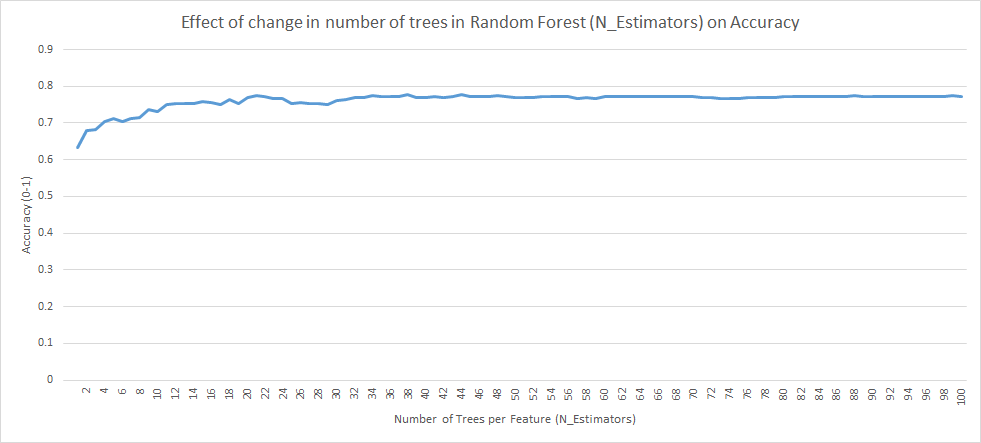 Effect of change in number of trees in Random Forest (N_Estimators) on Accuracy
0.9
0.8
0.7
0.6
0.5
0.4
0.3
0.2
0.1
0
Accuracy (0-1)
2 4 6 8 10 12 14 16 18 20 22 24 26 28 30 32 34 36 38 40 42 44 46 48 50 52 54 56 58 60 62 64 66 68 70 72 74 76 78 80 82 84 86 88 90 92 94 96 98 100
Number of Trees per Feature (N_Estimators)